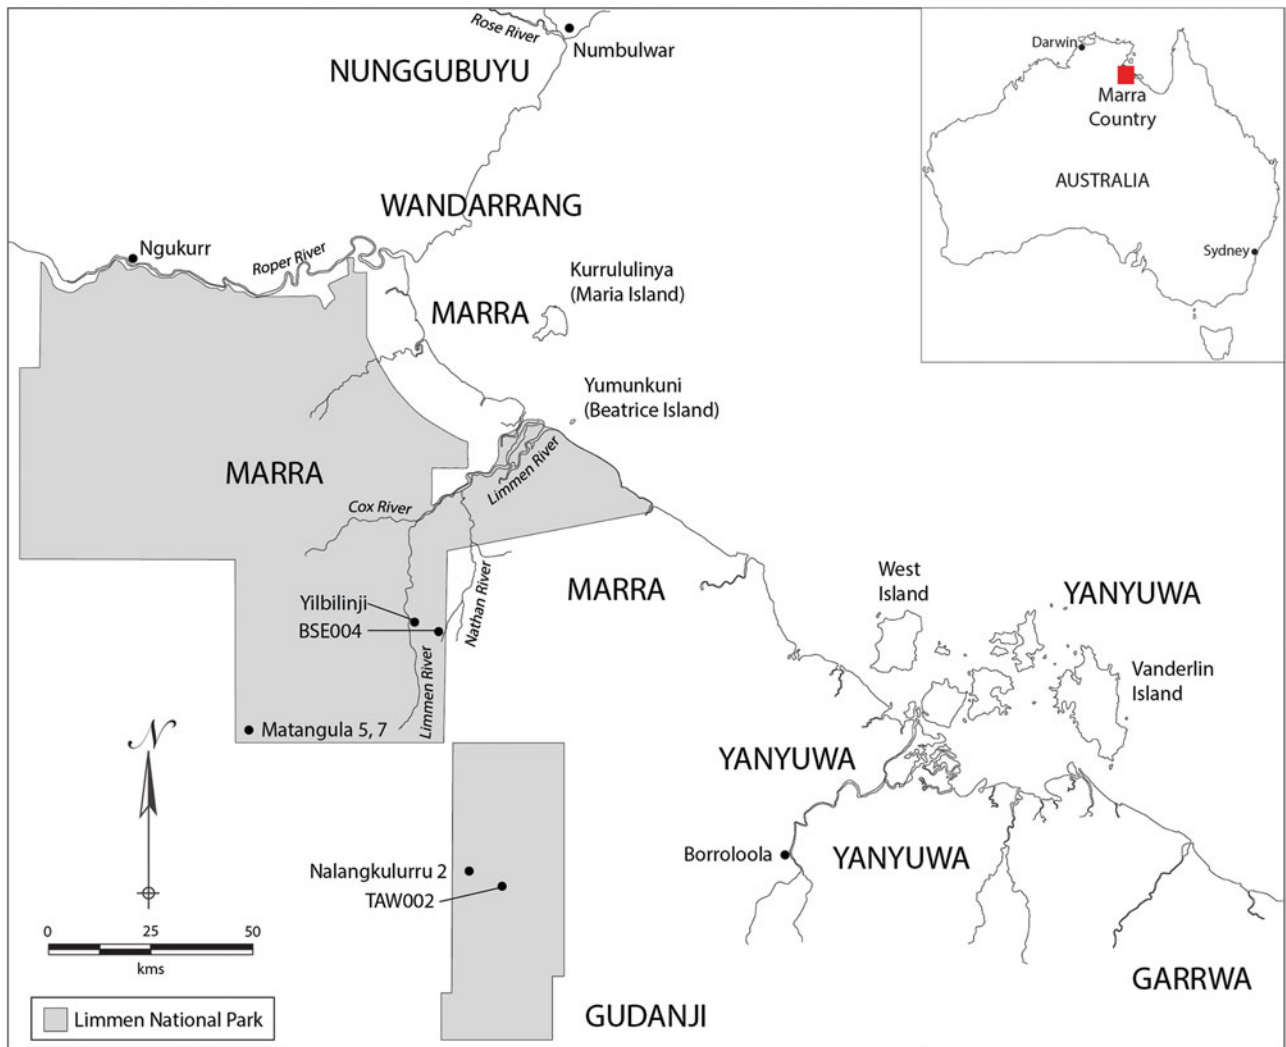 Rose River
Numbulwar
NUNGGUBUYU
Darwin
Marra
Country
AUSTRALIA
Sydney
WANDARRANG
Ngukurr
Roper River
Kurrululinya
(Maria Island)
MARRA
Yumunkuni
(Beatrice Island)
MARRA
Limmen River
Cox River
MARRA
West
Island
YANYUWA
Yilbilinji
BSE004
Nathan River
Limmen River
Vanderlin
Island
N
Matangula 5, 7
YANYUWA
Borroloola
YANYUWA
Nalangkulurru 2
TAW002
0 25 50
kms
GARRWA
GUDANJI
Limmen National Park